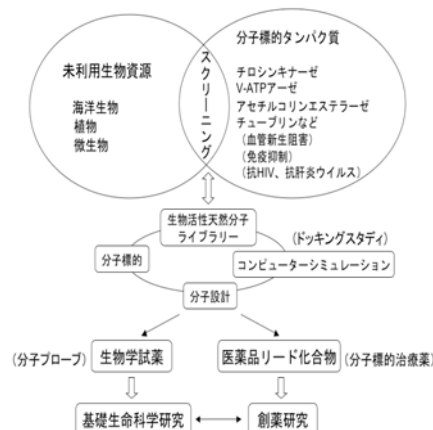 未利用生物資源
海洋生物
植物
微生物
スクリーニング
分子標的タンパク質
チロシンキナーゼ
V-ATPアーゼ
アセチルコリンエステラーゼ
チューブリンなど
(血管新生阻害)
(免疫抑制)
(抗HIV、抗肝炎ウイルス)
生物活性天然分子
ライブラリー
(ドッキングスタディ)
分子標的
コンピューターシミュレーション
分子設計
(分子プローブ)
生物学試薬
医薬品リード化合物
(分子標的治療薬)
基礎生命科学研究
創薬研究